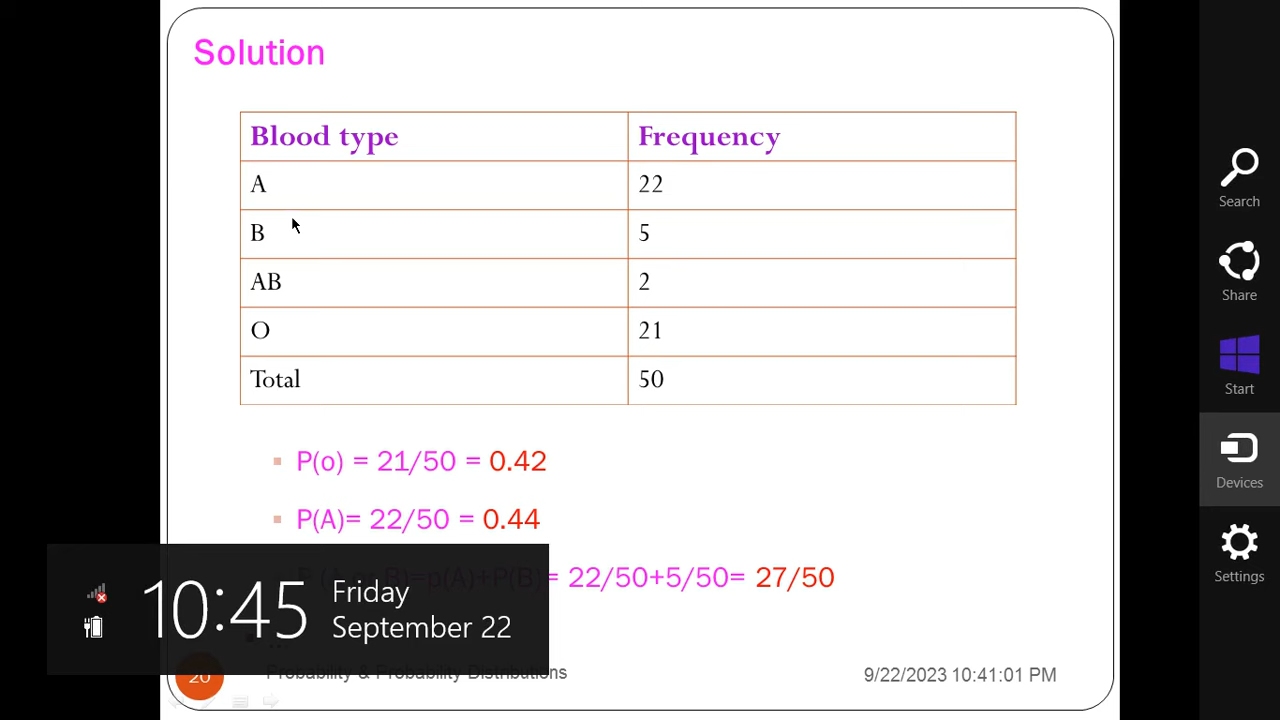 Solution
Blood type Frequency
A 22
B 5
AB 2
O 21
Total 50
P(o) = 21/50 = 0.42
P(A)= 22/50 = 0.44
B)=p(A)+P(B)= 22/50+5/50= 27/50
10:45
Friday
September 22
20
Probability & Probability Distributions
9/22/2023 10:41:01 PM
Search
Share
Start
Devices
Settings